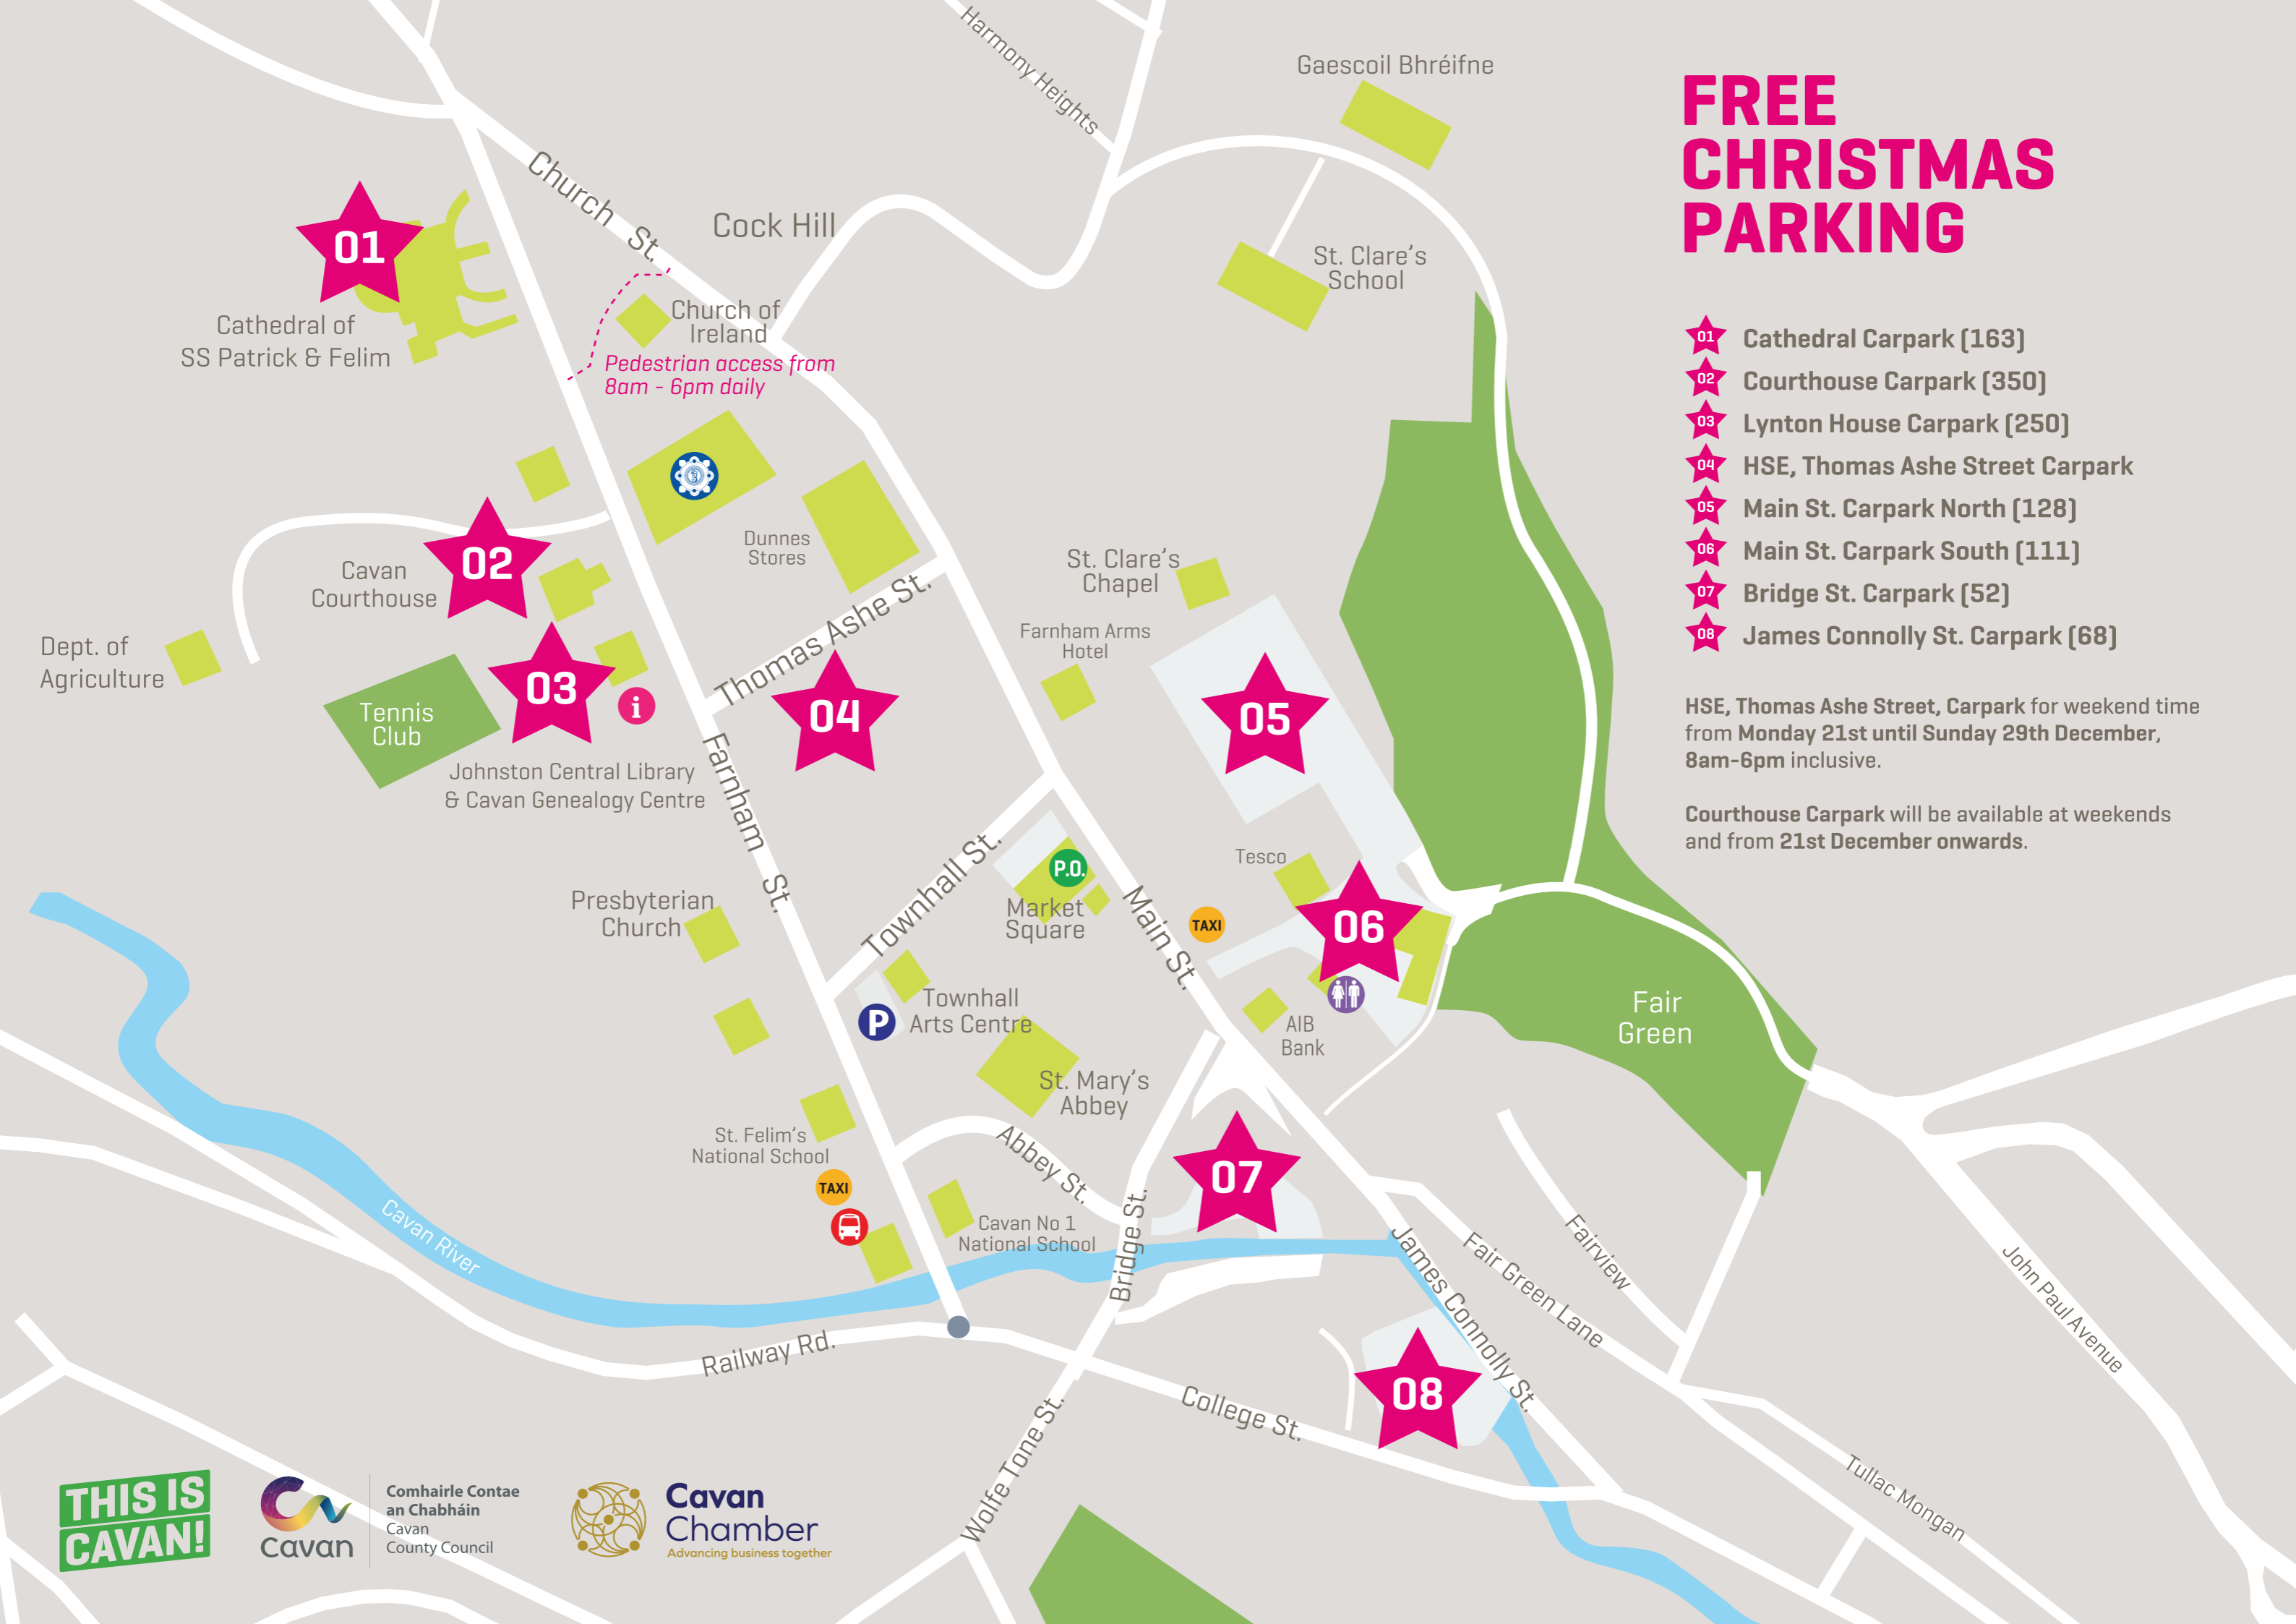 FREE
CHRISTMAS
PARKING
01 Cathedral Carpark (163)
02 Courthouse Carpark (350)
03 Lynton House Carpark (250)
04 HSE, Thomas Ashe Street Carpark
05 Main St. Carpark North (128)
06 Main St. Carpark South (111)
07 Bridge St. Carpark (52)
08 James Connolly St. Carpark (68)
HSE, Thomas Ashe Street, Carpark for weekend time
from Monday 21st until Sunday 29th December,
8am-6pm inclusive.
Courthouse Carpark will be available at weekends
and from 21st December onwards.
Harmony Heights
Gaescoil Bhréifne
Church St.
Cock Hill
01
Cathedral of
SS Patrick & Felim
Church of
Ireland
Pedestrian access from
8am - 6pm daily
St. Clare's
School
Dunnes
Stores
02
Cavan
Courthouse
Dept. of
Agriculture
Tennis
Club
03
i
Johnston Central Library
& Cavan Genealogy Centre
Thomas Ashe St.
04
St. Clare's
Chapel
Farnham Arms
Hotel
05
Farnham St.
Townhall St.
P.O.
Market
Square
Main St.
TAXI
Tesco
06
AIB
Bank
Fair
Green
Presbyterian
Church
P
Townhall
Arts Centre
St. Mary's
Abbey
St. Felim's
National School
TAXI
Abbey St.
Cavan No 1
National School
Bridge St.
07
Cavan River
Railway Rd.
James Connolly St.
Fair Green Lane
Fairview
John Paul Avenue
08
College St.
Wolfe Tone St.
Tullac Mongan
THIS IS
CAVAN!
cavan
Comhairle Contae
an Chabháin
Cavan
County Council
Cavan
Chamber
Advancing business together